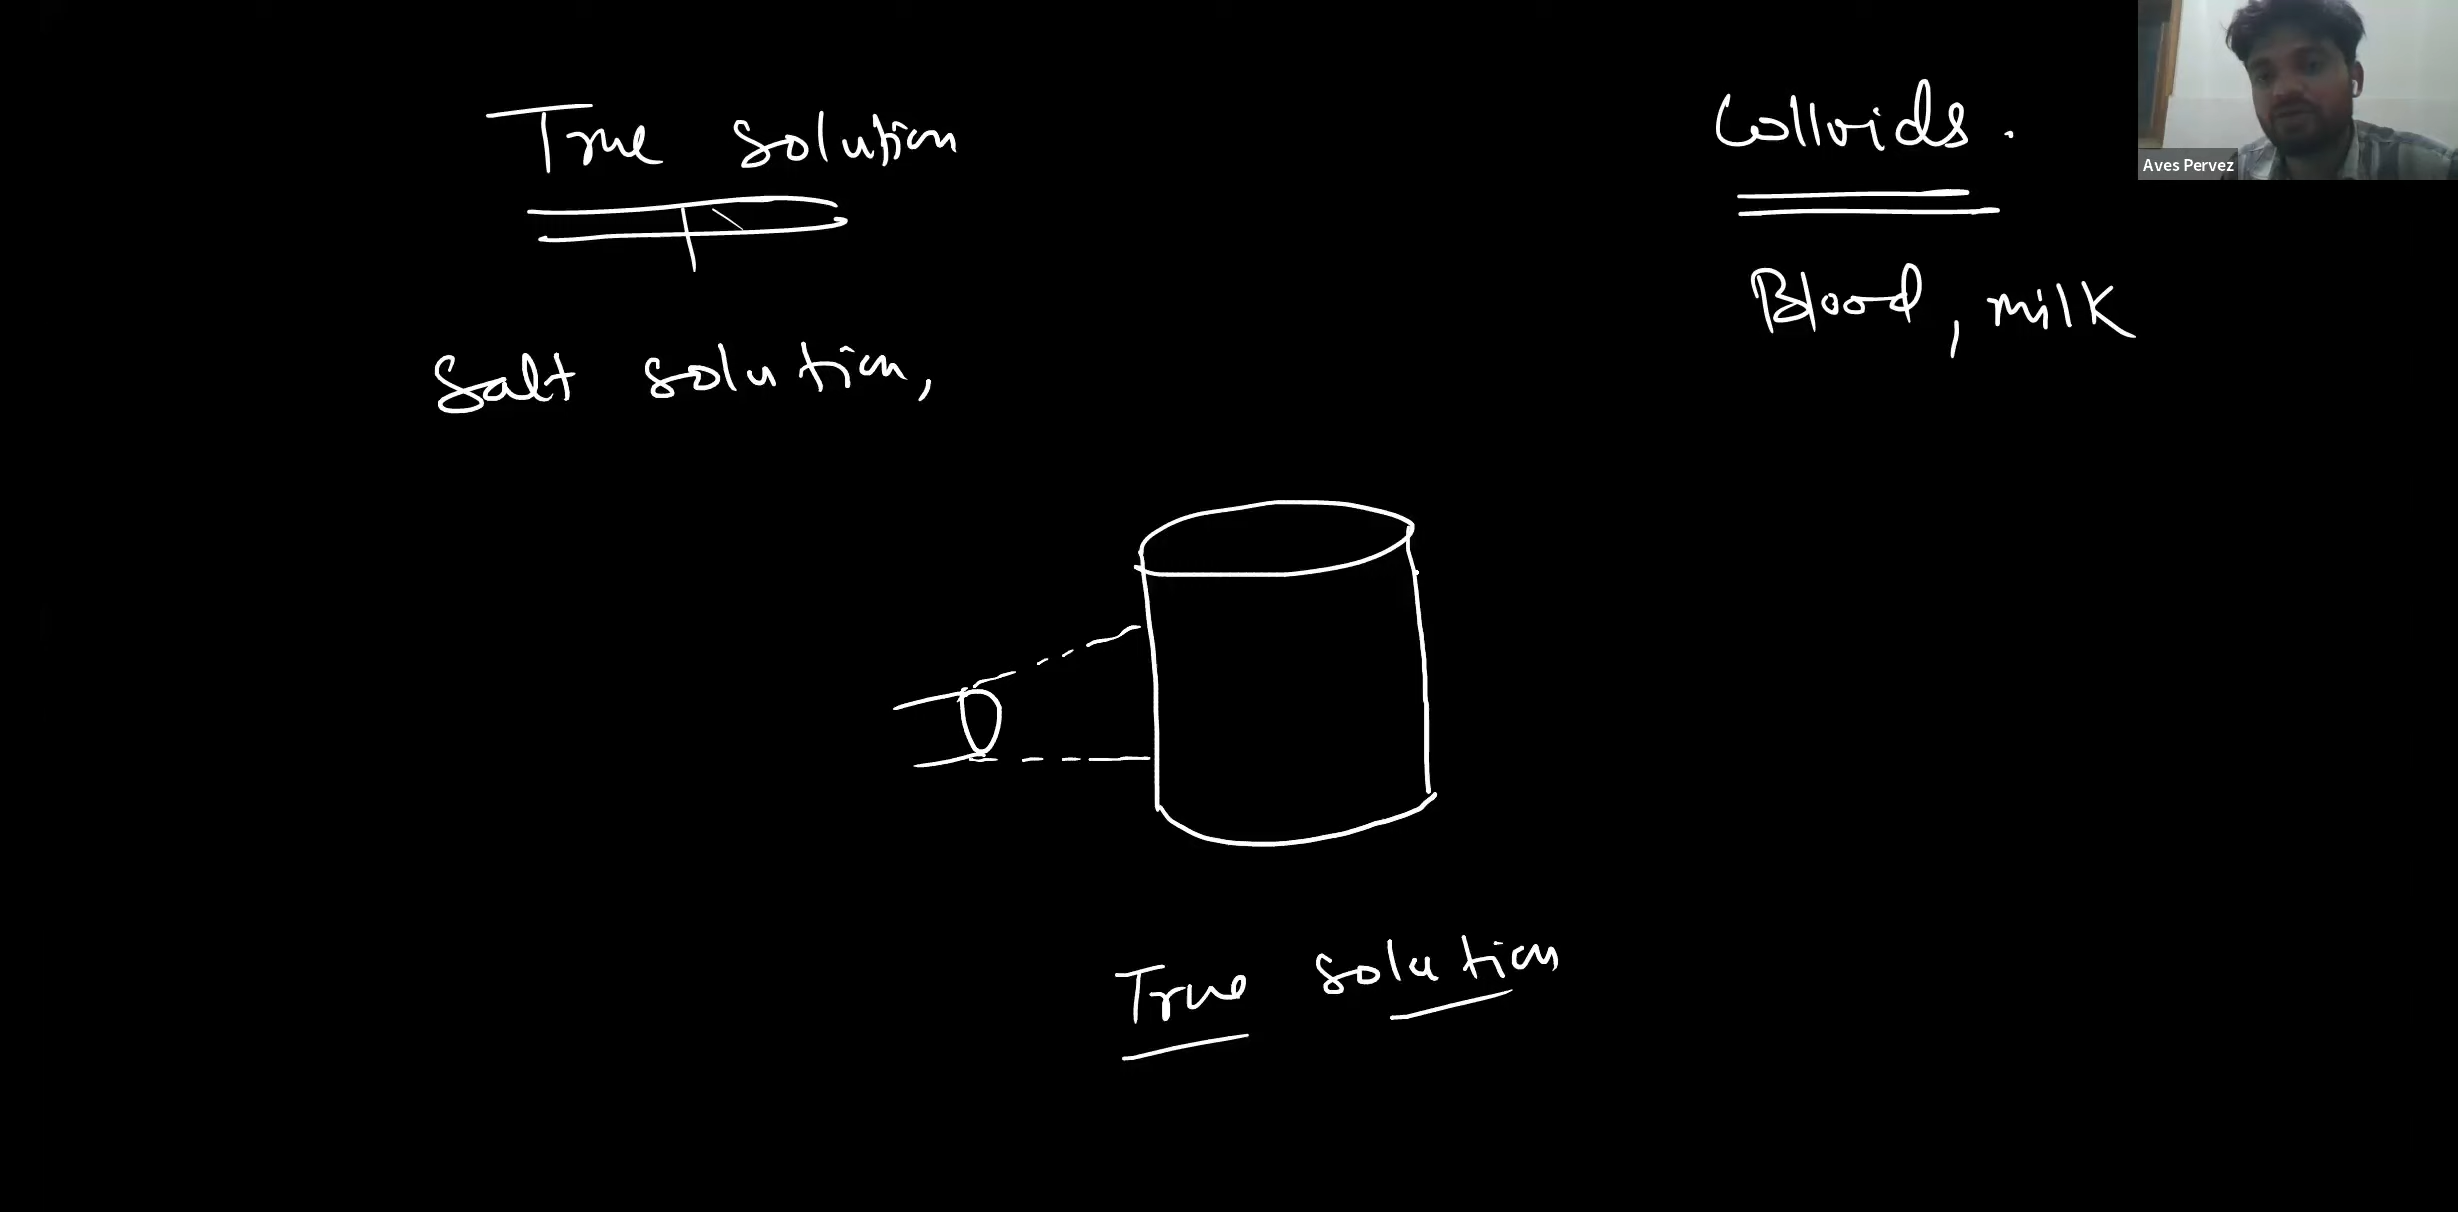 True solution
Colloids.
Aves Pervez
Blood, milk
Salt solution,
True solution